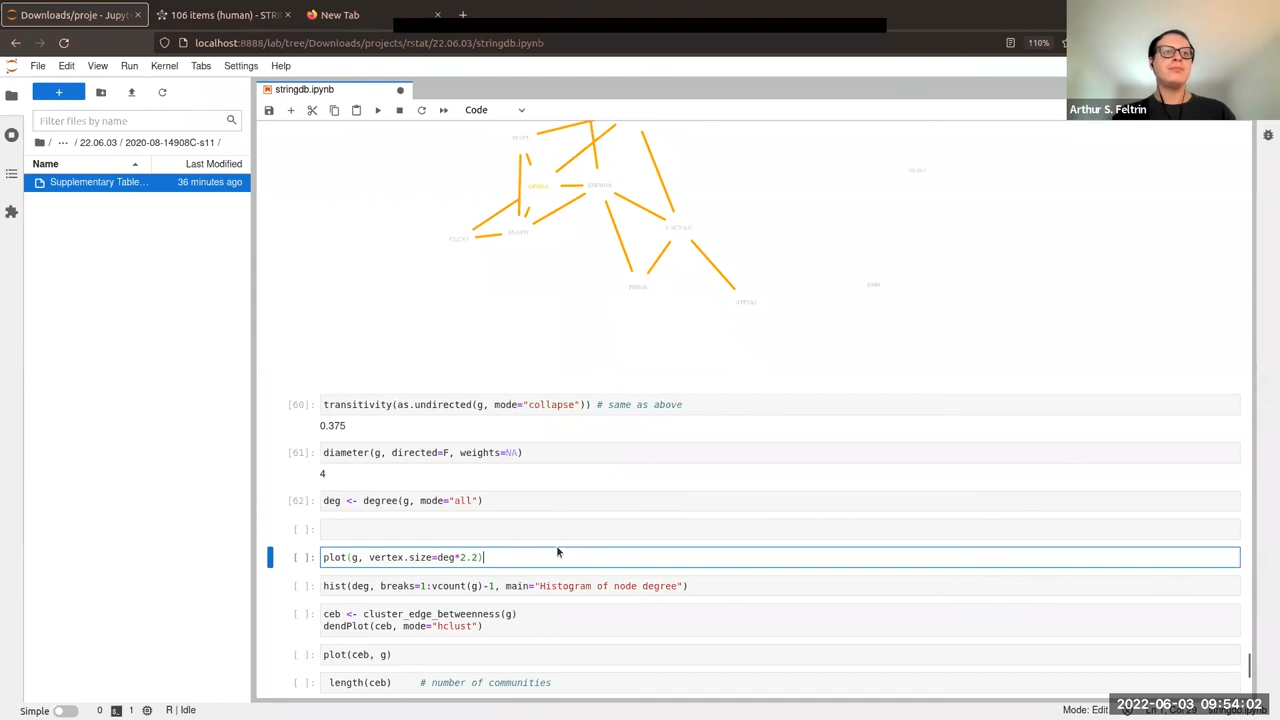 Downloads/proje - Jupyt
106 items (human) - STRI
New Tab
localhost:8888/lab/tree/Downloads/projects/rstat/22.06.03/stringdb.ipynb
110%
File Edit View Run Kernel Tabs Settings Help
Arthur S. Feltrin
Filter files by name
/ ... / 22.06.03 / 2020-08-14908C-s11 /
Name
Last Modified
Supplementary Table...
36 minutes ago
stringdb.ipynb
Code
[60]:
transitivity(as.undirected(g, mode="collapse")) # same as above
0.375
[61]:
diameter(g, directed=F, weights=NA)
4
[62]:
deg <- degree(g, mode="all")
[ ]:
[ ]:
plot(g, vertex.size=deg*2.2)
[ ]:
hist(deg, breaks=1:vcount(g)-1, main="Histogram of node degree")
[ ]:
ceb <- cluster_edge_betweenness(g)
dendPlot(ceb, mode="hclust")
[ ]:
plot(ceb, g)
[ ]:
length(ceb) # number of communities
Simple
0
1
R | Idle
Mode: Edit
2022-06-03 09:54:02